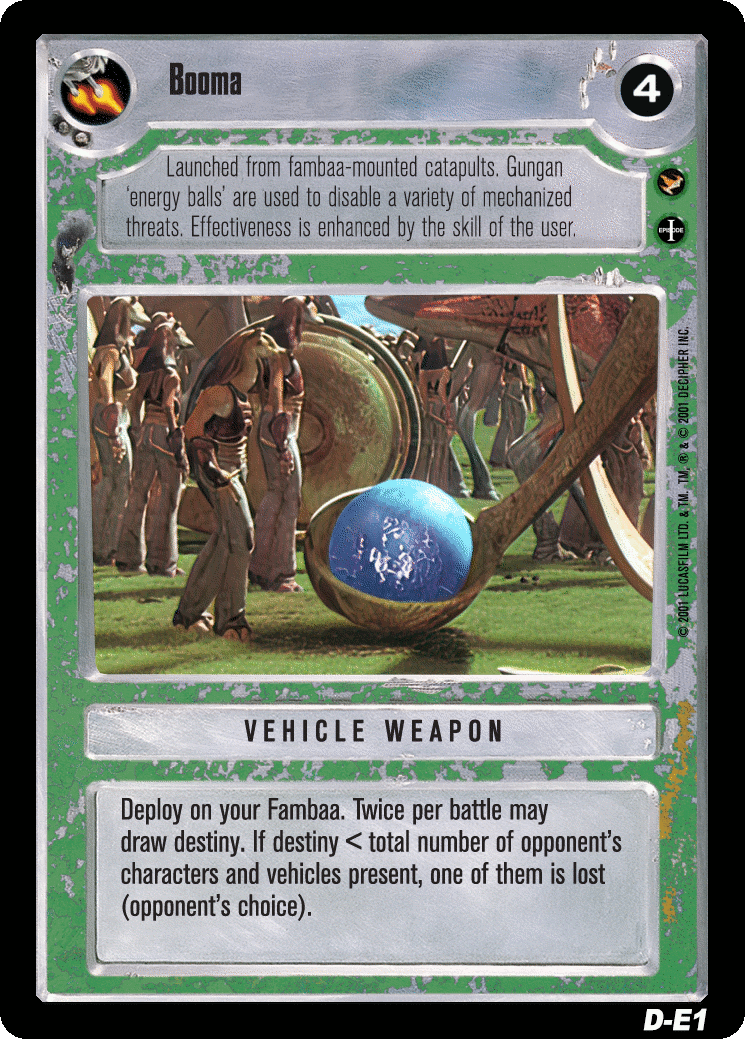 Booma
4
Launched from fambaa-mounted catapults. Gungan
‘energy balls’ are used to disable a variety of mechanized
threats. Effectiveness is enhanced by the skill of the user.
EPISODE I
© 2001 LUCASFILM LTD. & TM. TM, ® & © 2001 DECIPHER INC.
VEHICLE WEAPON
Deploy on your Fambaa. Twice per battle may
draw destiny. If destiny < total number of opponent’s
characters and vehicles present, one of them is lost
(opponent’s choice).
D-E1